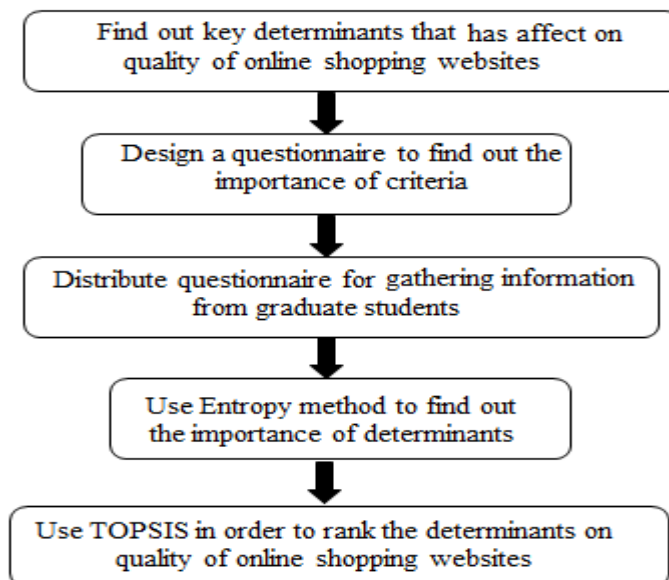 Find out key determinants that has affect on
quality of online shopping websites
Design a questionnaire to find out the
importance of criteria
Distribute questionnaire for gathering information
from graduate students
Use Entropy method to find out
the importance of determinants
Use TOPSIS in order to rank the determinants on
quality of online shopping websites